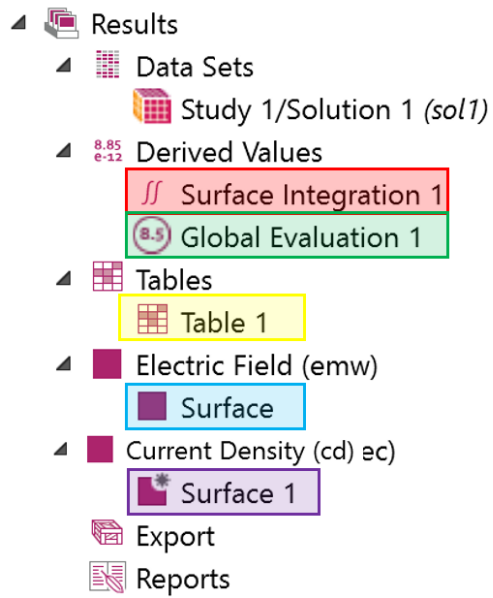 Results
Data Sets
Study 1/Solution 1 (sol1)
8.85
e-12
Derived Values
∬ Surface Integration 1
8.5 Global Evaluation 1
Tables
Table 1
Electric Field (emw)
Surface
Current Density (cd) ec)
Surface 1
Export
Reports